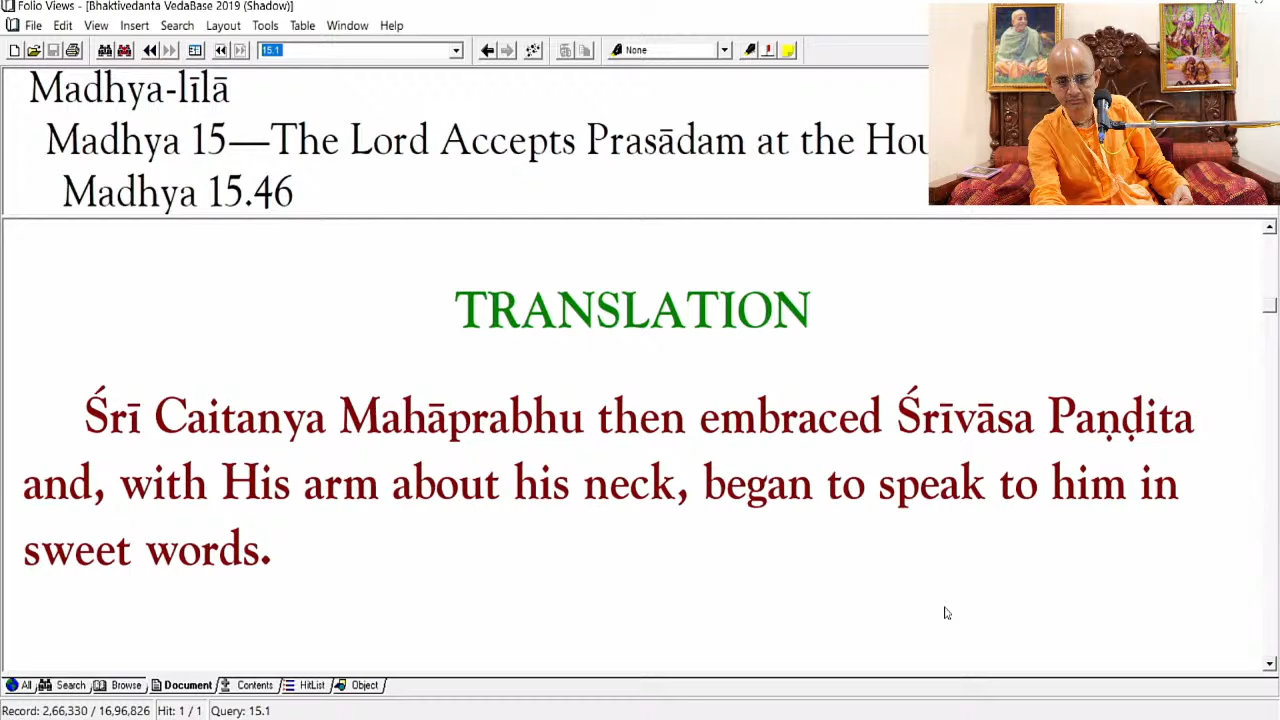 Folio Views - [Bhaktivedanta VedaBase 2019 (Shadow)]
File Edit View Insert Search Layout Tools Table Window Help
15.1 None
Madhya-līlā
Madhya 15—The Lord Accepts Prasādam at the Hou
Madhya 15.46
TRANSLATION
Śrī Caitanya Mahāprabhu then embraced Śrīvāsa Paṇḍita
and, with His arm about his neck, began to speak to him in
sweet words.
All Search Browse Document Contents HitList Object
Record: 2,66,330 / 16,96,826 Hit: 1 / 1 Query: 15.1